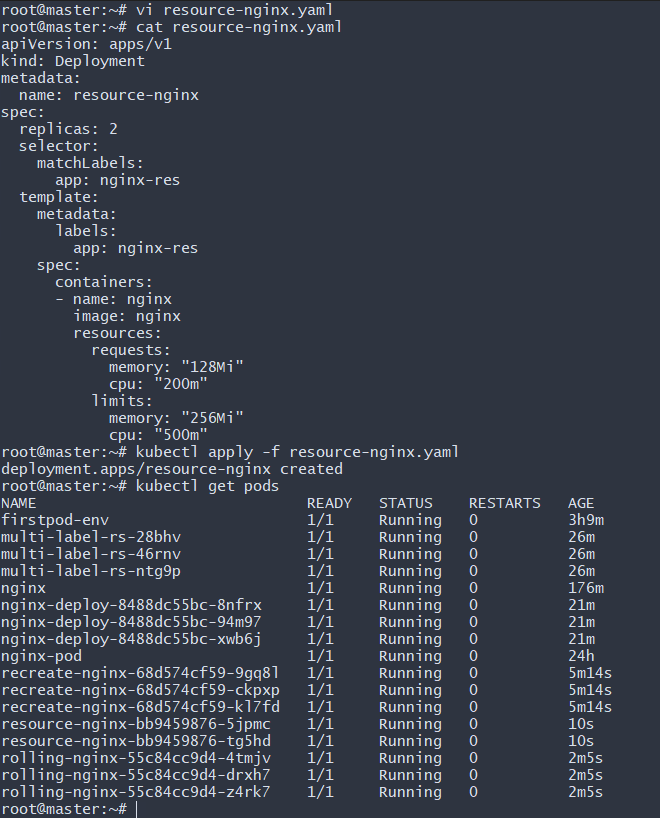 root@master:~# vi resource-nginx.yaml
root@master:~# cat resource-nginx.yaml
apiVersion: apps/v1
kind: Deployment
metadata:
  name: resource-nginx
spec:
  replicas: 2
  selector:
    matchLabels:
      app: nginx-res
  template:
    metadata:
      labels:
        app: nginx-res
    spec:
      containers:
      - name: nginx
        image: nginx
        resources:
          requests:
            memory: "128Mi"
            cpu: "200m"
          limits:
            memory: "256Mi"
            cpu: "500m"
root@master:~# kubectl apply -f resource-nginx.yaml
deployment.apps/resource-nginx created
root@master:~# kubectl get pods
NAME                              READY   STATUS    RESTARTS   AGE
firstpod-env                      1/1     Running   0          3h9m
multi-label-rs-28bhv              1/1     Running   0          26m
multi-label-rs-46rnv              1/1     Running   0          26m
multi-label-rs-ntg9p              1/1     Running   0          26m
nginx                             1/1     Running   0          176m
nginx-deploy-8488dc55bc-8nfrx     1/1     Running   0          21m
nginx-deploy-8488dc55bc-94m97     1/1     Running   0          21m
nginx-deploy-8488dc55bc-xwb6j     1/1     Running   0          21m
nginx-pod                         1/1     Running   0          24h
recreate-nginx-68d574cf59-9gq8l   1/1     Running   0          5m14s
recreate-nginx-68d574cf59-ckpxp   1/1     Running   0          5m14s
recreate-nginx-68d574cf59-kl7fd   1/1     Running   0          5m14s
resource-nginx-bb9459876-5jpmc    1/1     Running   0          10s
resource-nginx-bb9459876-tg5hd    1/1     Running   0          10s
rolling-nginx-55c84cc9d4-4tmjv    1/1     Running   0          2m5s
rolling-nginx-55c84cc9d4-drxh7    1/1     Running   0          2m5s
rolling-nginx-55c84cc9d4-z4rk7    1/1     Running   0          2m5s
root@master:~#